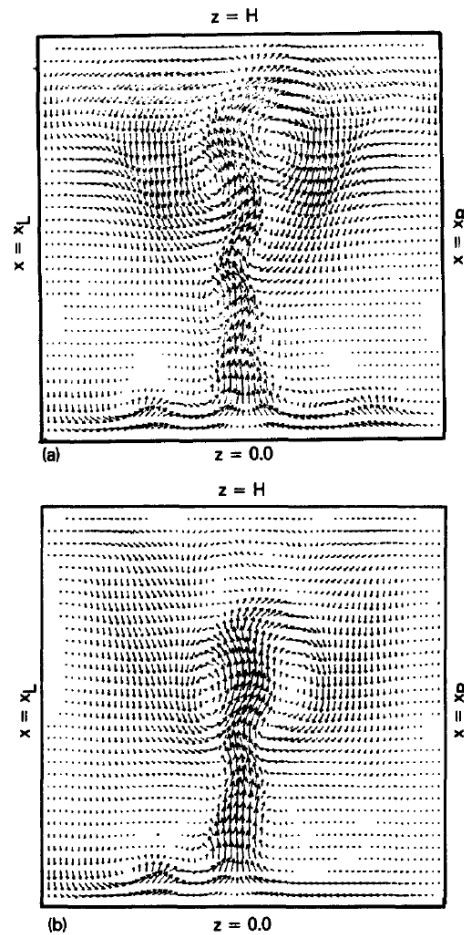 z = H
x = x_L
x = x_R
(a)
z = 0.0
z = H
x = x_L
x = x_R
(b)
z = 0.0